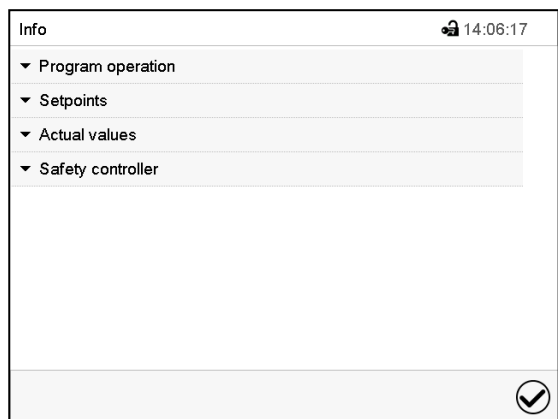 Info 14:06:17
Program operation
Setpoints
Actual values
Safety controller